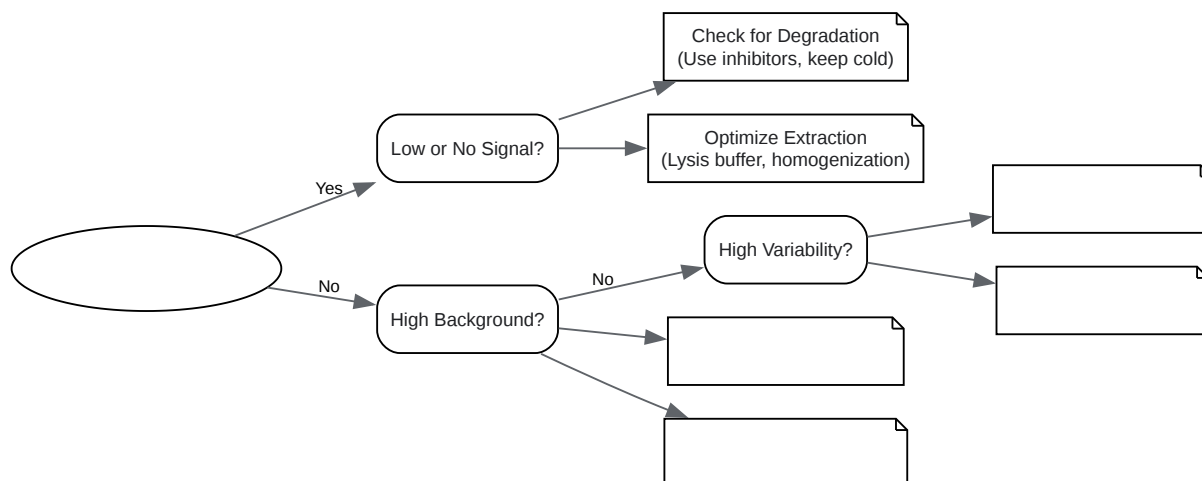 Check for Degradation
(Use inhibitors, keep cold)
Optimize Extraction
(Lysis buffer, homogenization)
Low or No Signal?
Yes
High Variability?
No
No
High Background?